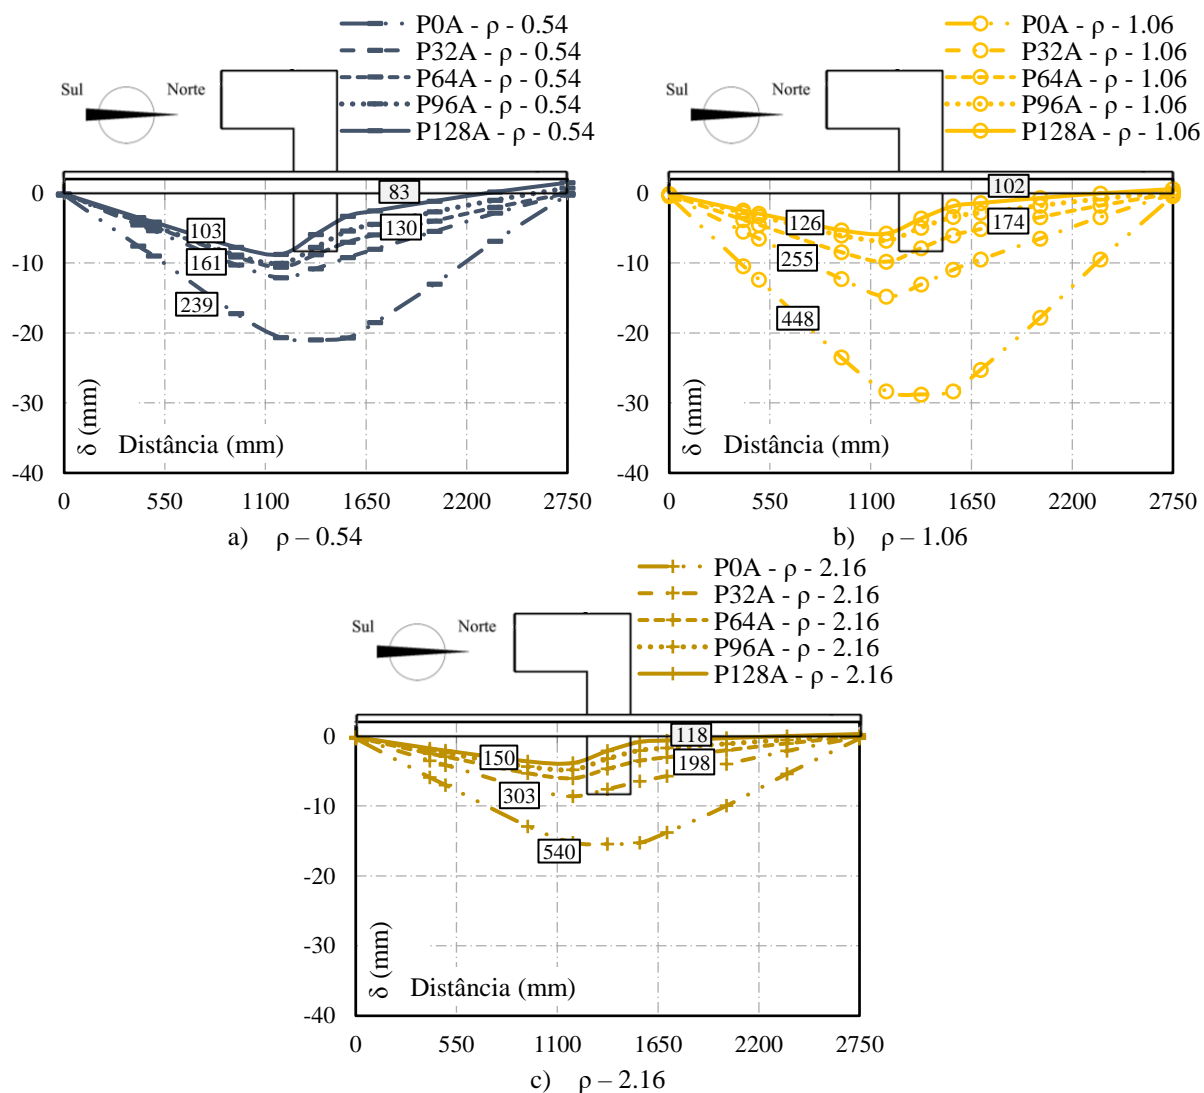 P0A - ρ - 0.54
P32A - ρ - 0.54
P64A - ρ - 0.54
P96A - ρ - 0.54
P128A - ρ - 0.54
Sul
Norte
0
-10
-20
-30
-40
83
103
130
161
239
δ (mm)
Distância (mm)
0 550 1100 1650 2200 2750
a) ρ – 0.54
P0A - ρ - 1.06
P32A - ρ - 1.06
P64A - ρ - 1.06
P96A - ρ - 1.06
P128A - ρ - 1.06
Sul
Norte
0
-10
-20
-30
-40
102
126
174
255
448
δ (mm)
Distância (mm)
0 550 1100 1650 2200 2750
b) ρ – 1.06
P0A - ρ - 2.16
P32A - ρ - 2.16
P64A - ρ - 2.16
P96A - ρ - 2.16
P128A - ρ - 2.16
Sul
Norte
0
-10
-20
-30
-40
118
150
198
303
540
δ (mm)
Distância (mm)
0 550 1100 1650 2200 2750
c) ρ – 2.16